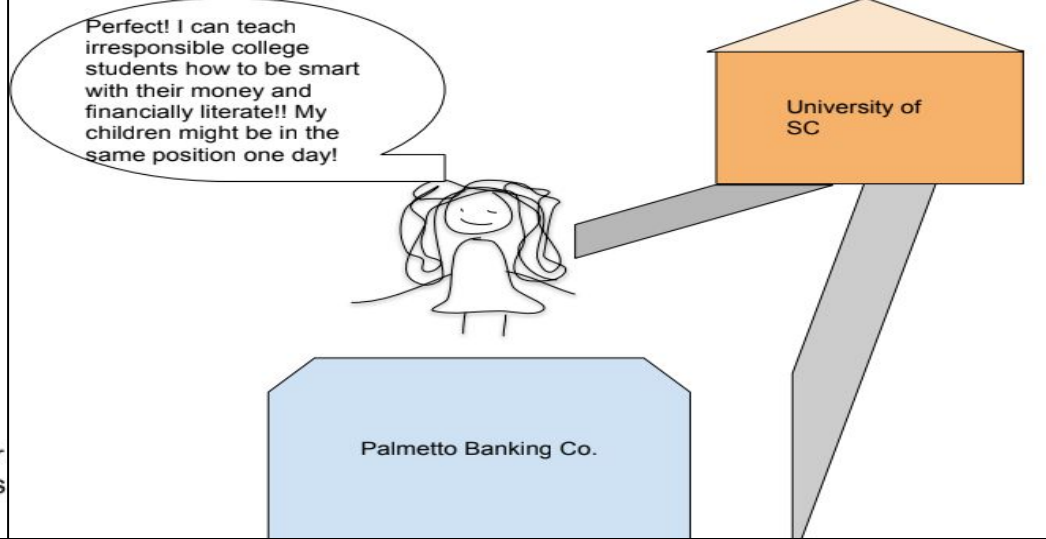 Perfect! I can teach
irresponsible college
students how to be smart
with their money and
financially literate!! My
children might be in the
same position one day!
University of
SC
Palmetto Banking Co.